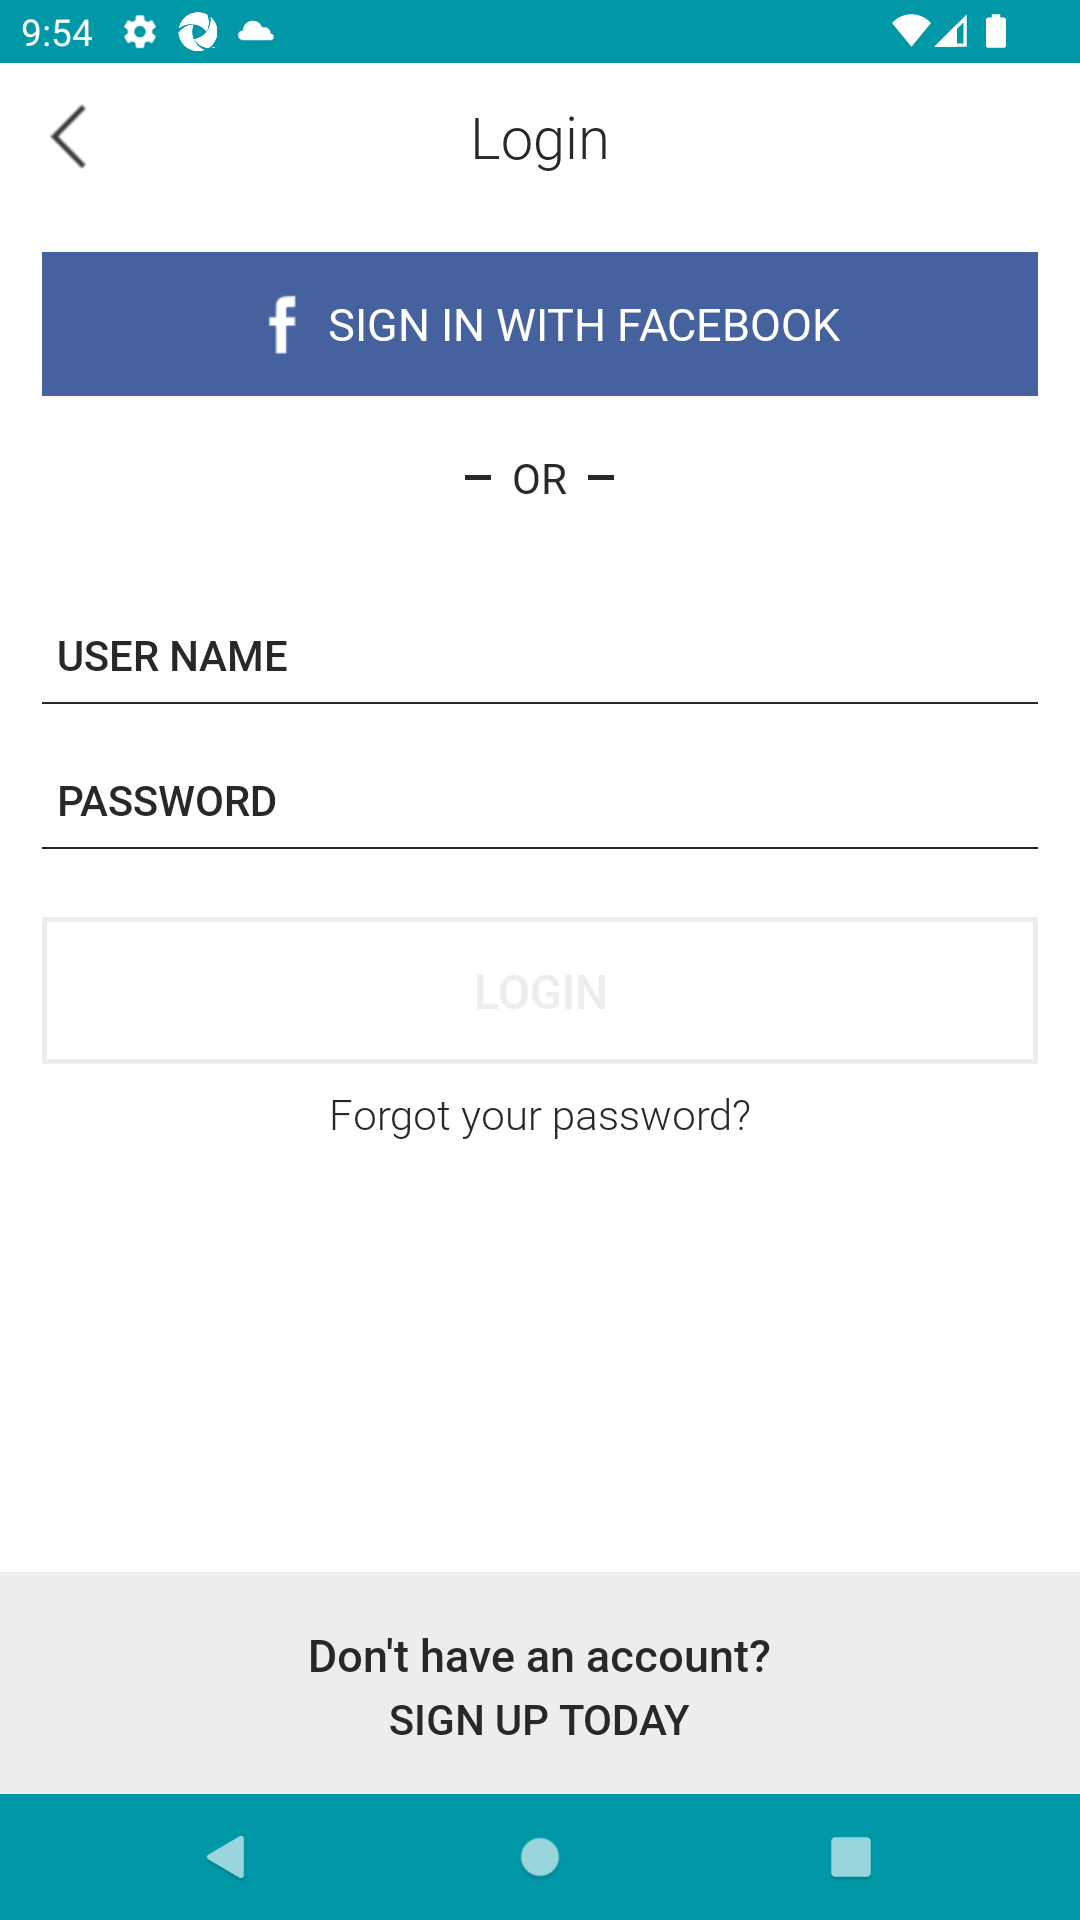 9:54
Login
SIGN IN WITH FACEBOOK
– OR –
USER NAME
PASSWORD
LOGIN
Forgot your password?
Don't have an account?
SIGN UP TODAY